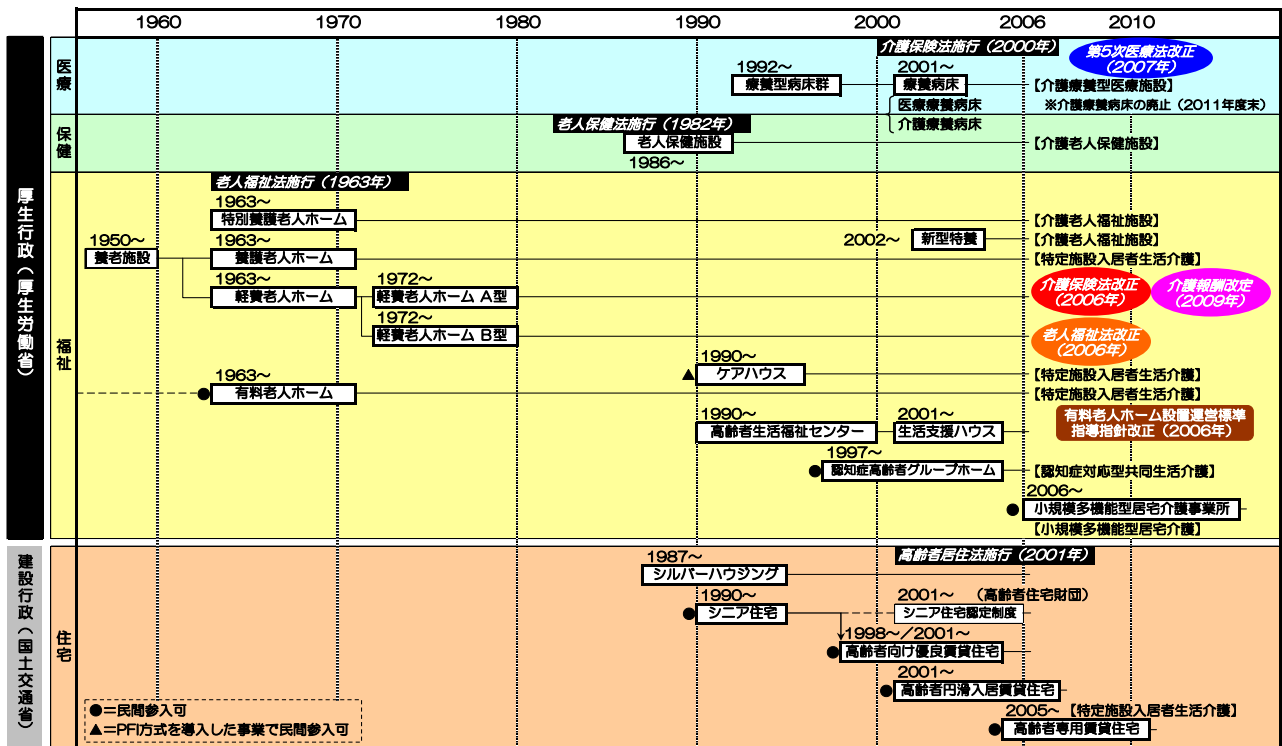 1960 1970 1980 1990 2000 2006 2010
厚生行政（厚生労働省）
医療
介護保険法施行（2000年）
第5次医療法改正
（2007年）
1992～
療養型病床群
2001～
療養病床
医療療養病床
介護療養病床
【介護療養型医療施設】
※介護療養病床の廃止（2011年度末）
保健
老人保健法施行（1982年）
老人保健施設
1986～
【介護老人保健施設】
福祉
老人福祉法施行（1963年）
1963～
特別養護老人ホーム
【介護老人福祉施設】
2002～
新型特養
【介護老人福祉施設】
1950～
養老施設
1963～
養護老人ホーム
【特定施設入居者生活介護】
1963～
軽費老人ホーム
1972～
軽費老人ホーム A型
介護保険法改正
（2006年）
介護報酬改定
（2009年）
1972～
軽費老人ホーム B型
老人福祉法改正
（2006年）
1990～
▲ ケアハウス
【特定施設入居者生活介護】
1963～
● 有料老人ホーム
【特定施設入居者生活介護】
1990～
高齢者生活福祉センター
2001～
生活支援ハウス
有料老人ホーム設置運営標準
指導指針改正（2006年）
1997～
● 認知症高齢者グループホーム
【認知症対応型共同生活介護】
2006～
● 小規模多機能型居宅介護事業所
【小規模多機能型居宅介護】
建設行政（国土交通省）
住宅
高齢者居住法施行（2001年）
1987～
シルバーハウジング
1990～
● シニア住宅
2001～ （高齢者住宅財団）
シニア住宅認定制度
1998～／2001～
● 高齢者向け優良賃貸住宅
2001～
● 高齢者円滑入居賃貸住宅
2005～ 【特定施設入居者生活介護】
● 高齢者専用賃貸住宅
●＝民間参入可
▲＝PFI方式を導入した事業で民間参入可